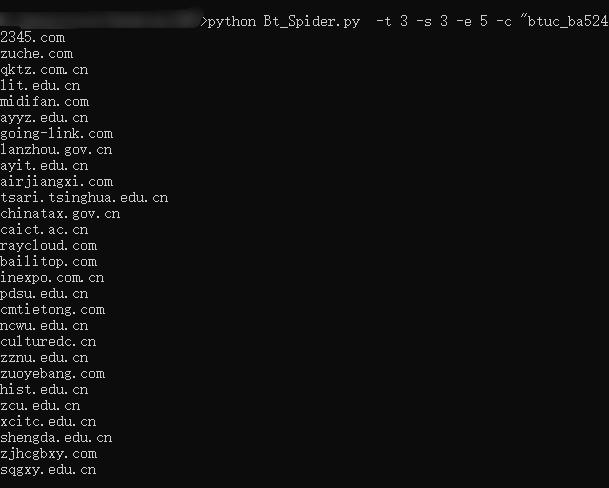 >python Bt_Spider.py -t 3 -s 3 -e 5 -c "btuc_ba524
2345.com
zuche.com
qktz.com.cn
lit.edu.cn
midifan.com
ayyz.edu.cn
going-link.com
lanzhou.gov.cn
ayit.edu.cn
airjiangxi.com
tsari.tsinghua.edu.cn
chinatax.gov.cn
caict.ac.cn
raycloud.com
bailitop.com
inexpo.com.cn
pdsu.edu.cn
cmtietong.com
ncwu.edu.cn
culturedc.cn
zznu.edu.cn
zuoyebang.com
hist.edu.cn
zcu.edu.cn
xcitc.edu.cn
shengda.edu.cn
zjhcgbxy.com
sqgxy.edu.cn